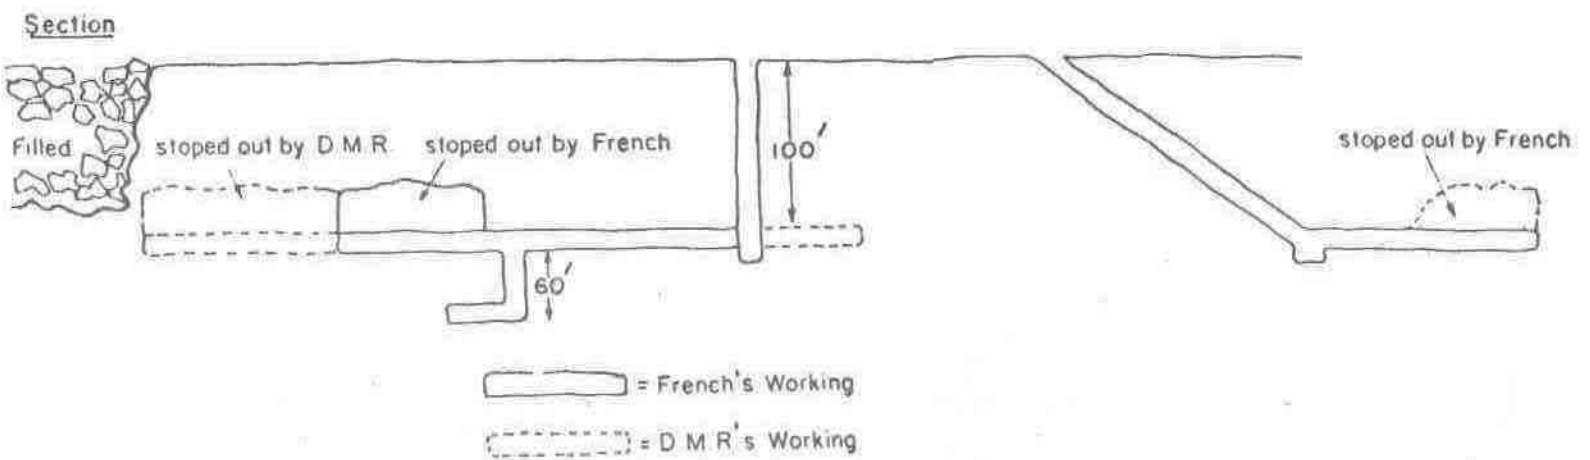 Section
Filled
stoped out by D M R
stoped out by French
100'
stoped out by French
60'
= French's Working
= D M R's Working